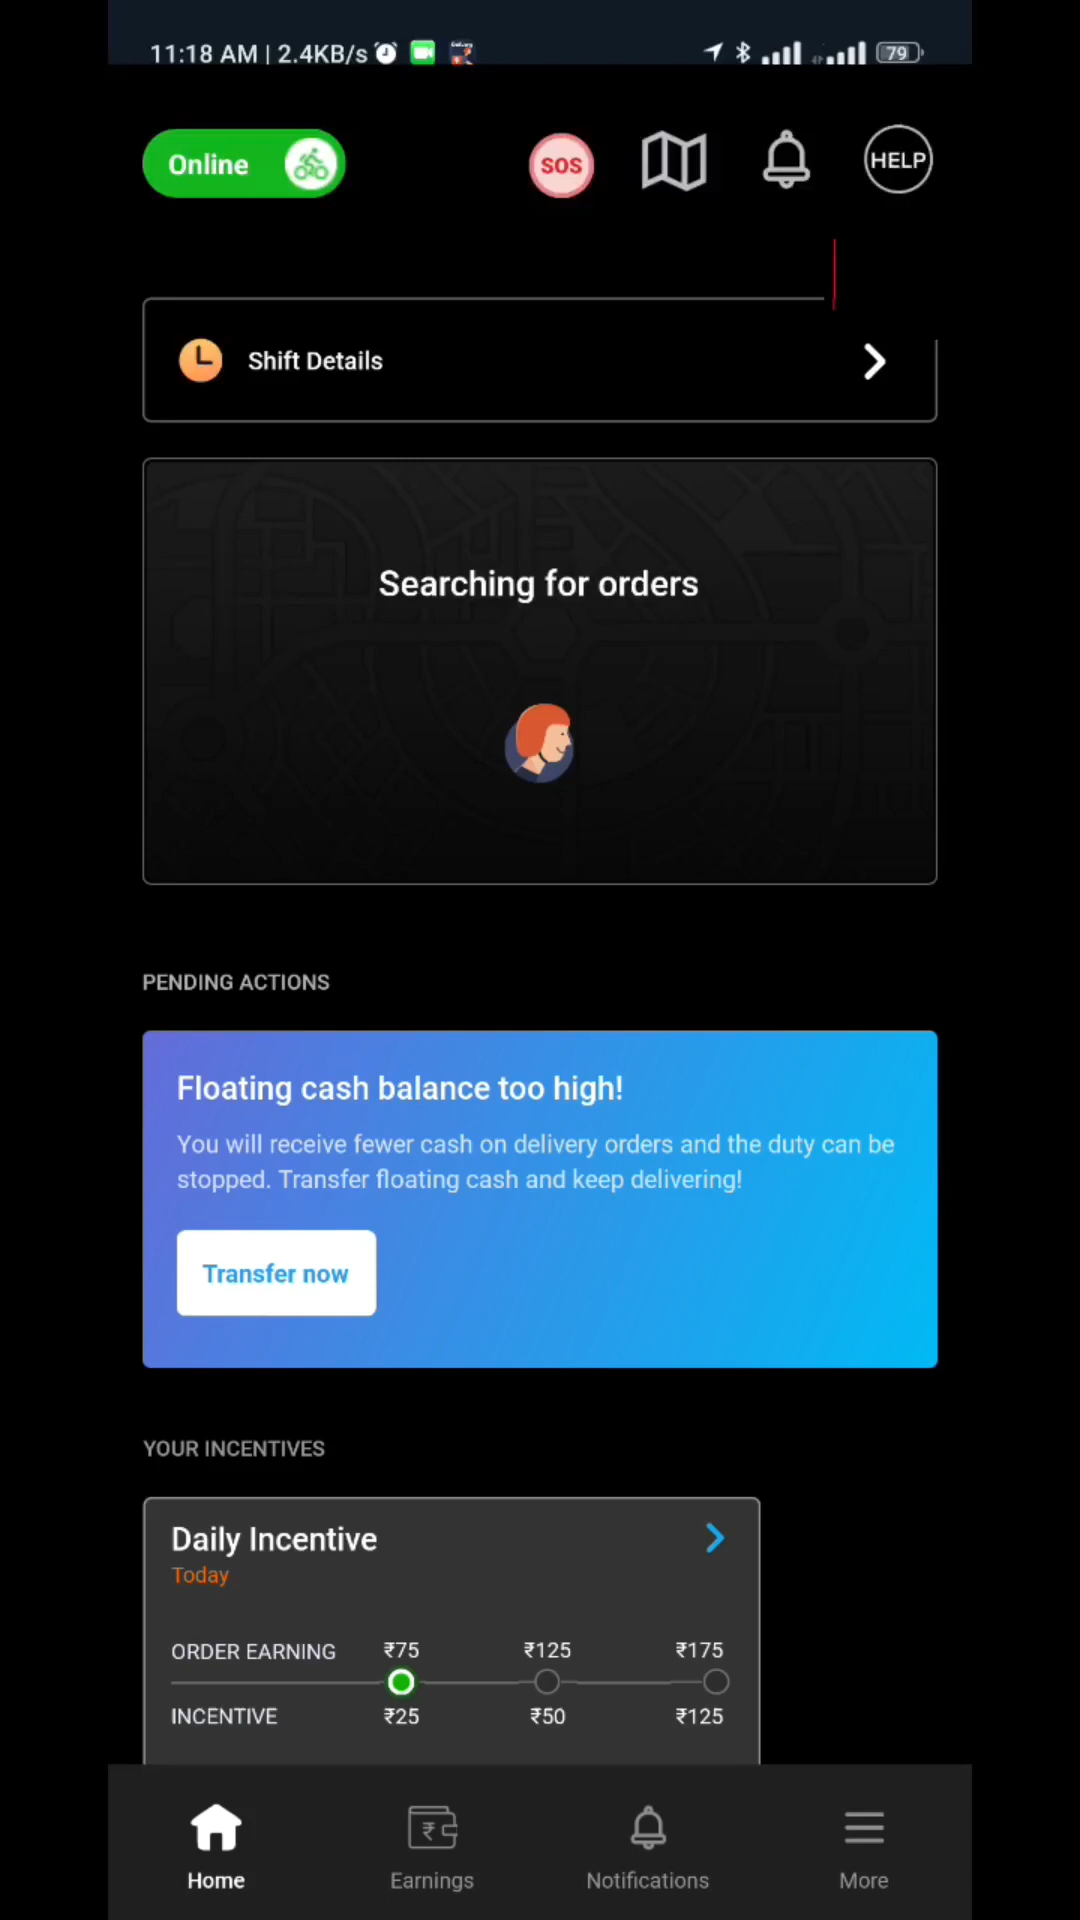 11:18 AM | 2.4KB/s
79
Online
SOS
HELP
Shift Details
Searching for orders
PENDING ACTIONS
Floating cash balance too high!
You will receive fewer cash on delivery orders and the duty can be
stopped. Transfer floating cash and keep delivering!
Transfer now
YOUR INCENTIVES
Daily Incentive
Today
ORDER EARNING ₹75 ₹125 ₹175
INCENTIVE ₹25 ₹50 ₹125
Home Earnings Notifications More